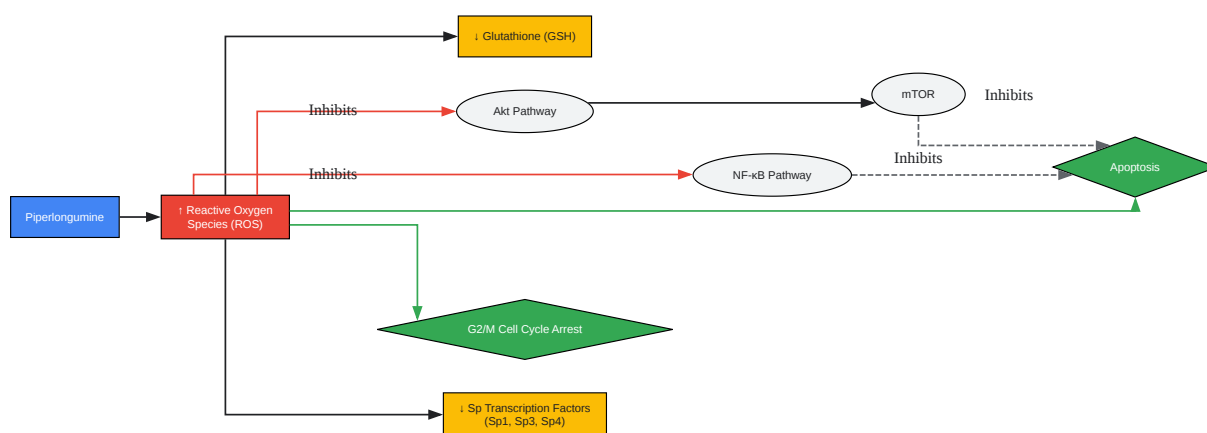 ↓ Glutathione (GSH)
mTOR
Inhibits
Inhibits
Akt Pathway
Inhibits
Apoptosis
Inhibits
NF-κB Pathway
Piperlongumine
↑ Reactive Oxygen
Species (ROS)
G2/M Cell Cycle Arrest
↓ Sp Transcription Factors
(Sp1, Sp3, Sp4)